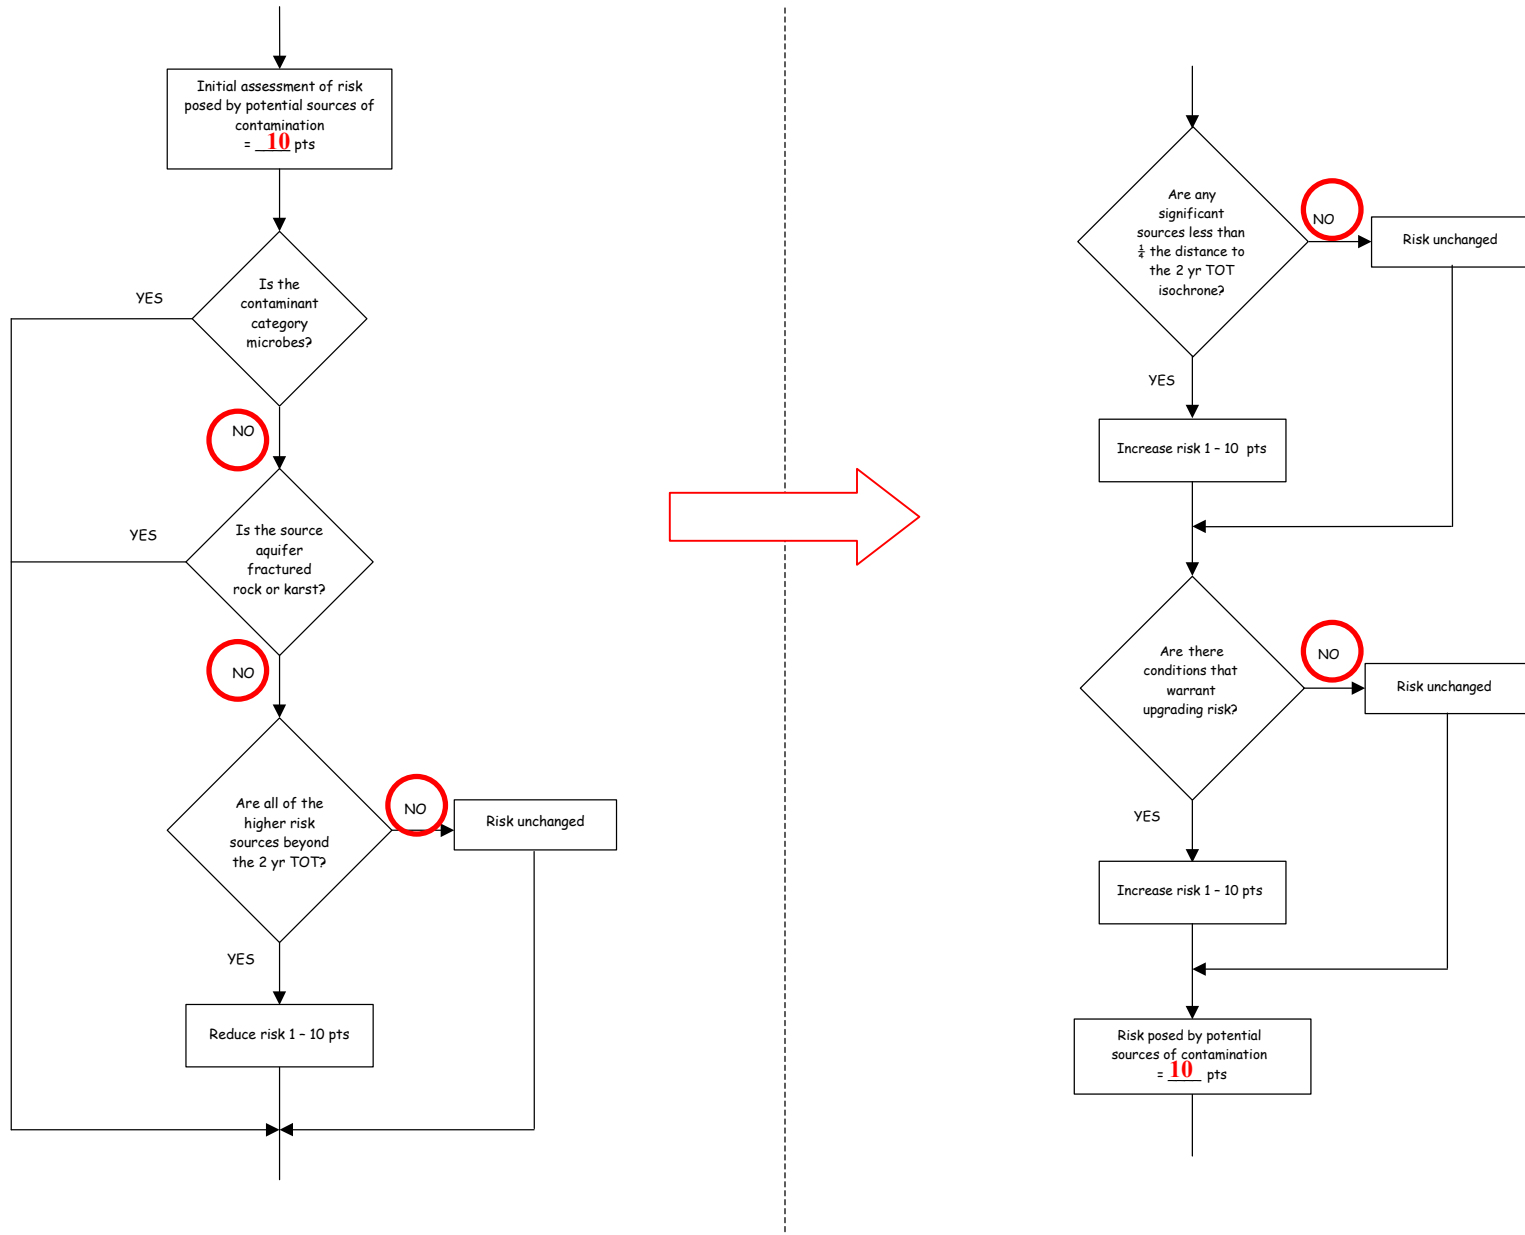 Initial assessment of risk
posed by potential sources of
contamination
= 10 pts
Is the
contaminant
category
microbes?
YES
NO
Is the source
aquifer
fractured
rock or karst?
YES
NO
Are all of the
higher risk
sources beyond
the 2 yr TOT?
NO
Risk unchanged
YES
Reduce risk 1 – 10 pts
Are any
significant
sources less than
¼ the distance to
the 2 yr TOT
isochrone?
NO
Risk unchanged
YES
Increase risk 1 – 10 pts
Are there
conditions that
warrant
upgrading risk?
NO
Risk unchanged
YES
Increase risk 1 – 10 pts
Risk posed by potential
sources of contamination
= 10 pts